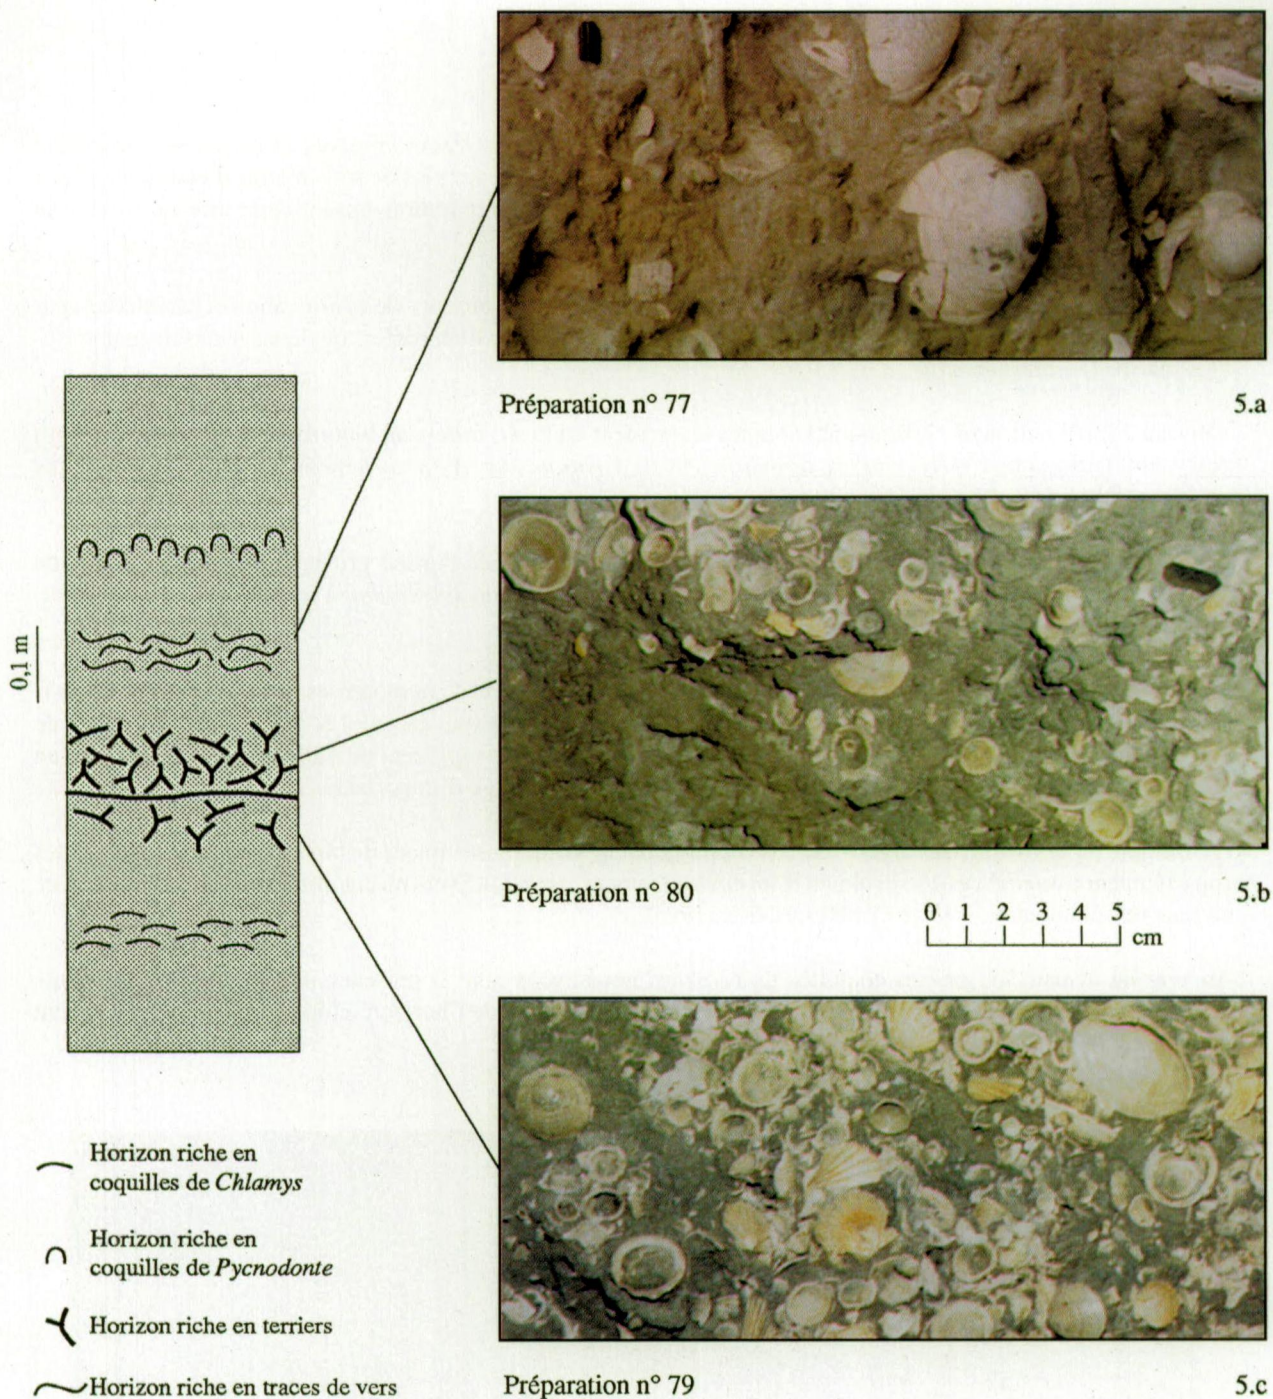 Préparation n° 77
5.a
0,1 m
Préparation n° 80
5.b
0 1 2 3 4 5
cm
Horizon riche en
coquilles de Chlamys
Horizon riche en
coquilles de Pycnodonte
Horizon riche en terriers
Horizon riche en traces de vers
Préparation n° 79
5.c